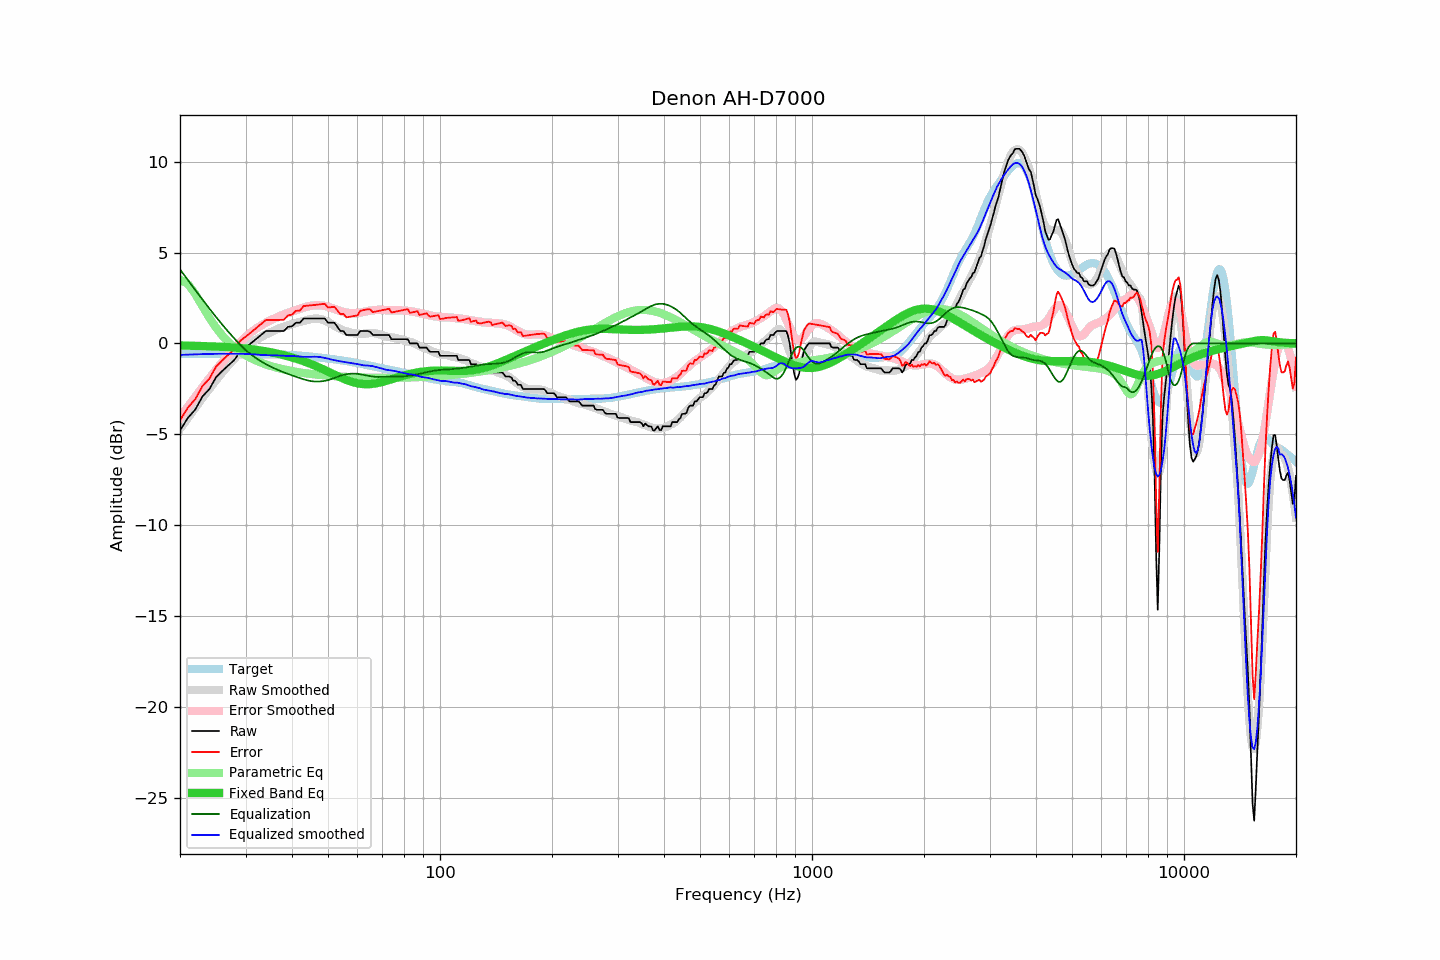 Denon AH-D7000
10
5
0
−5
−10
−15
−20
−25
Amplitude (dBr)
Target
Raw Smoothed
Error Smoothed
Raw
Error
Parametric Eq
Fixed Band Eq
Equalization
Equalized smoothed
100 1000 10000
Frequency (Hz)